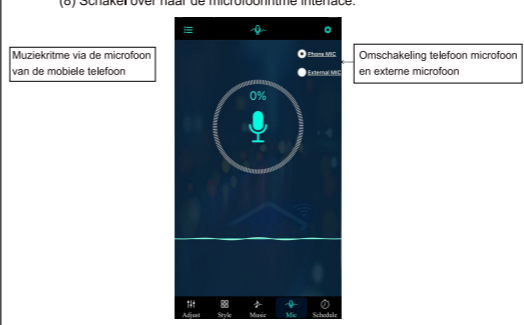 (8) Schakel over naar de microfoonritme interface.
Muziekritme via de microfoon
van de mobiele telefoon
Phone MIC
External MIC
Omschakeling telefoon microfoon
en externe microfoon
0%
Adjust
Style
Music
Mic
Schedule